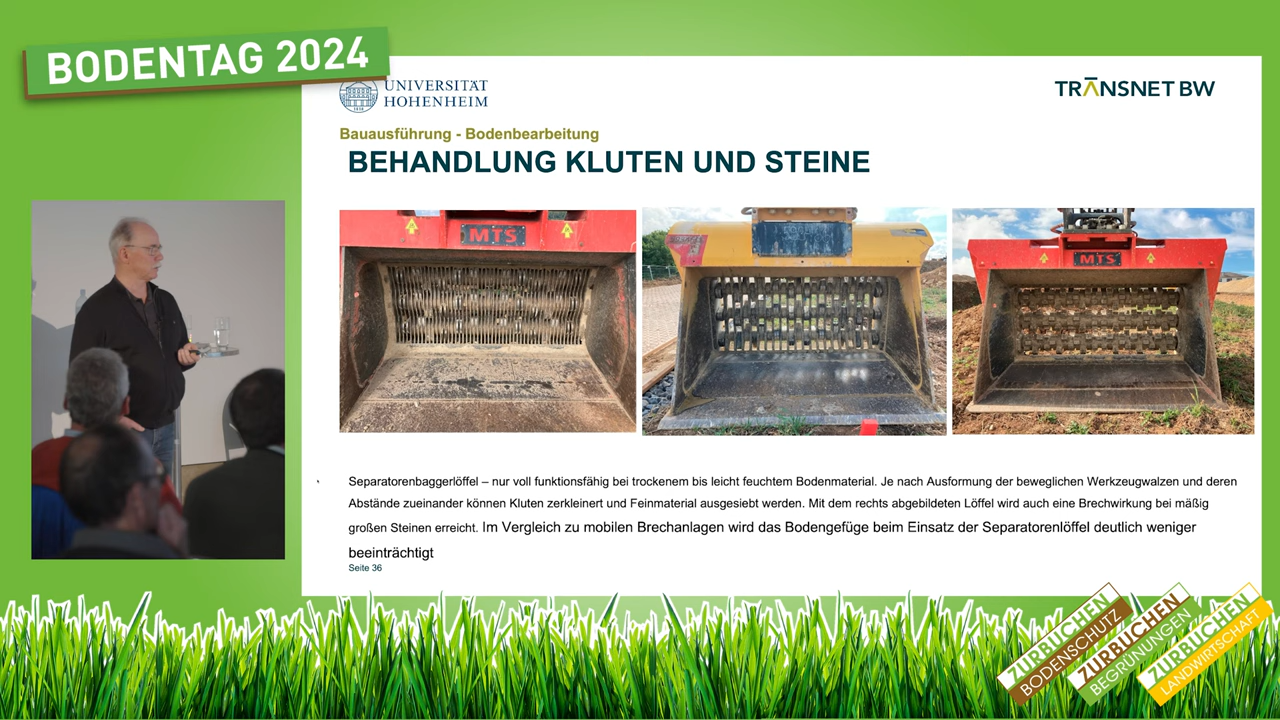 BODENTAG 2024
UNIVERSITÄT
HOHENHEIM
TRANSNET BW
Bauausführung - Bodenbearbeitung
BEHANDLUNG KLUTEN UND STEINE
MTS
MTS
Separatorenbaggerlöffel – nur voll funktionsfähig bei trockenem bis leicht feuchtem Bodenmaterial. Je nach Ausformung der beweglichen Werkzeugwalzen und deren
Abstände zueinander können Kluten zerkleinert und Feinmaterial ausgesiebt werden. Mit dem rechts abgebildeten Löffel wird auch eine Brechwirkung bei mäßig
großen Steinen erreicht. Im Vergleich zu mobilen Brechanlagen wird das Bodengefüge beim Einsatz der Separatorenlöffel deutlich weniger
beeinträchtigt
Seite 36
ZURBUCHEN
BODENSCHUTZ
ZURBUCHEN
BEGRÜNUNGEN
ZURBUCHEN
LANDWIRTSCHAFT